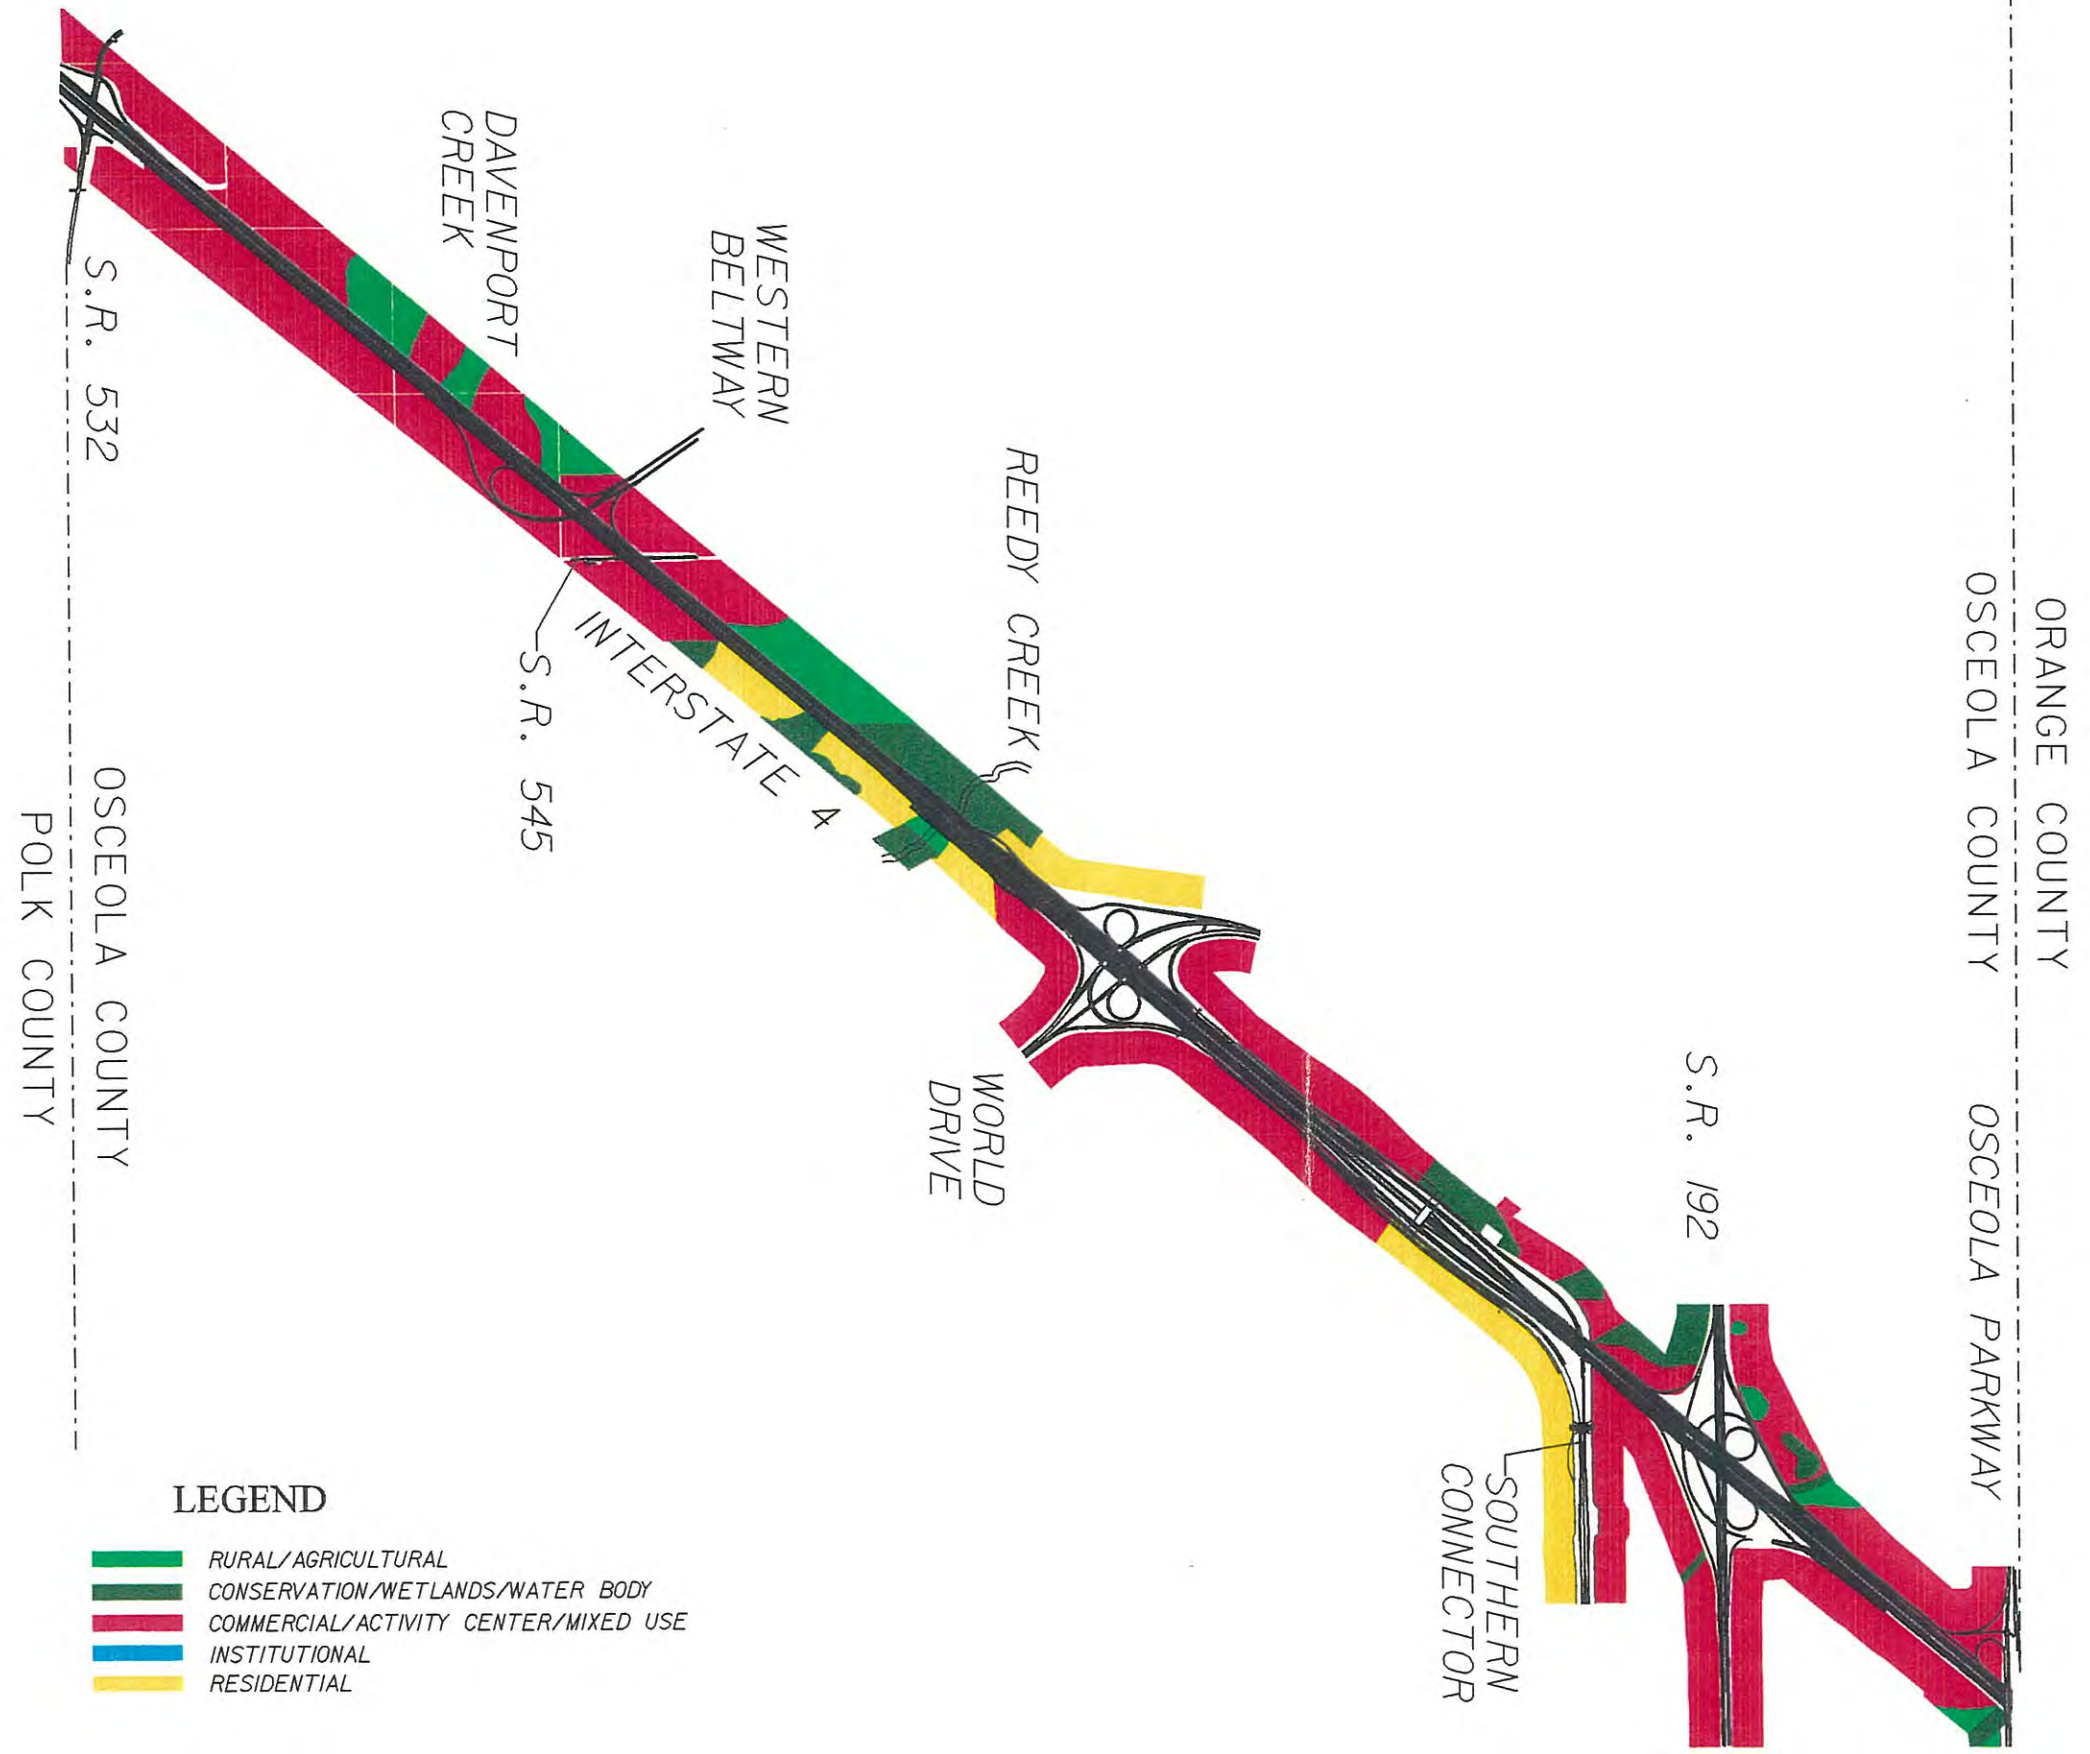 DAVENPORT
CREEK
WESTERN
BELTWAY
S.R. 532
REEDY CREEK
S.R. 545
INTERSTATE 4
ORANGE COUNTY
OSCEOLA COUNTY
OSCEOLA COUNTY
POLK COUNTY
WORLD
DRIVE
S.R. 192
OSCEOLA PARKWAY
SOUTHERN
CONNECTOR
LEGEND
RURAL/AGRICULTURAL
CONSERVATION/WETLANDS/WATER BODY
COMMERCIAL/ACTIVITY CENTER/MIXED USE
INSTITUTIONAL
RESIDENTIAL